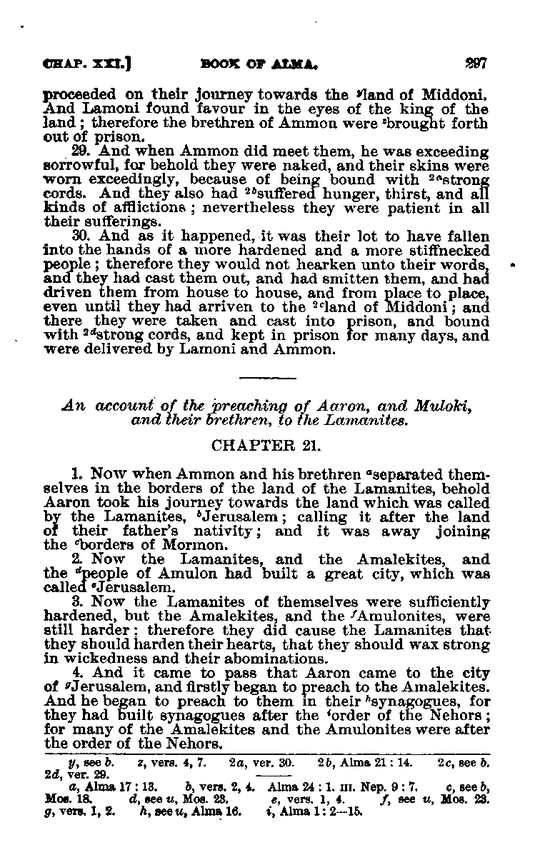 CHAP. XXI.] BOOK OF ALMA. 297
proceeded on their journey towards the ʸland of Middoni.
And Lamoni found favour in the eyes of the king of the
land ; therefore the brethren of Ammon were ᶻbrought forth
out of prison.
29. And when Ammon did meet them, he was exceeding
sorrowful, for behold they were naked, and their skins were
worn exceedingly, because of being bound with ²ᵃstrong
cords. And they also had ²ᵇsuffered hunger, thirst, and all
kinds of afflictions ; nevertheless they were patient in all
their sufferings.
30. And as it happened, it was their lot to have fallen
into the hands of a more hardened and a more stiffnecked
people ; therefore they would not hearken unto their words,
and they had cast them out, and had smitten them, and had
driven them from house to house, and from place to place,
even until they had arriven to the ²ᶜland of Middoni ; and
there they were taken and cast into prison, and bound
with ²ᵈstrong cords, and kept in prison for many days, and
were delivered by Lamoni and Ammon.
An account of the preaching of Aaron, and Muloki,
and their brethren, to the Lamanites.
CHAPTER 21.
1. Now when Ammon and his brethren ᵃseparated them-
selves in the borders of the land of the Lamanites, behold
Aaron took his journey towards the land which was called
by the Lamanites, ᵇJerusalem ; calling it after the land
of their father's nativity ; and it was away joining
the ᶜborders of Mormon.
2. Now the Lamanites, and the Amalekites, and
the ᵈpeople of Amulon had built a great city, which was
called ᵉJerusalem.
3. Now the Lamanites of themselves were sufficiently
hardened, but the Amalekites, and the ᶠAmulonites, were
still harder ; therefore they did cause the Lamanites that
they should harden their hearts, that they should wax strong
in wickedness and their abominations.
4. And it came to pass that Aaron came to the city
of ᵍJerusalem, and firstly began to preach to the Amalekites.
And he began to preach to them in their ʰsynagogues, for
they had built synagogues after the ⁱorder of the Nehors ;
for many of the Amalekites and the Amulonites were after
the order of the Nehors.
y, see b. z, vers. 4, 7. 2a, ver. 30. 2b, Alma 21 : 14. 2c, see b.
2d, ver. 29.
a, Alma 17 : 13. b, vers. 2, 4. Alma 24 : 1. III. Nep. 9 : 7. c, see b,
Mos. 18. d, see u, Mos. 23. e, vers. 1, 4. f, see u, Mos. 23.
g, vers. 1, 2. h, see u, Alma 16. i, Alma 1 : 2—15.